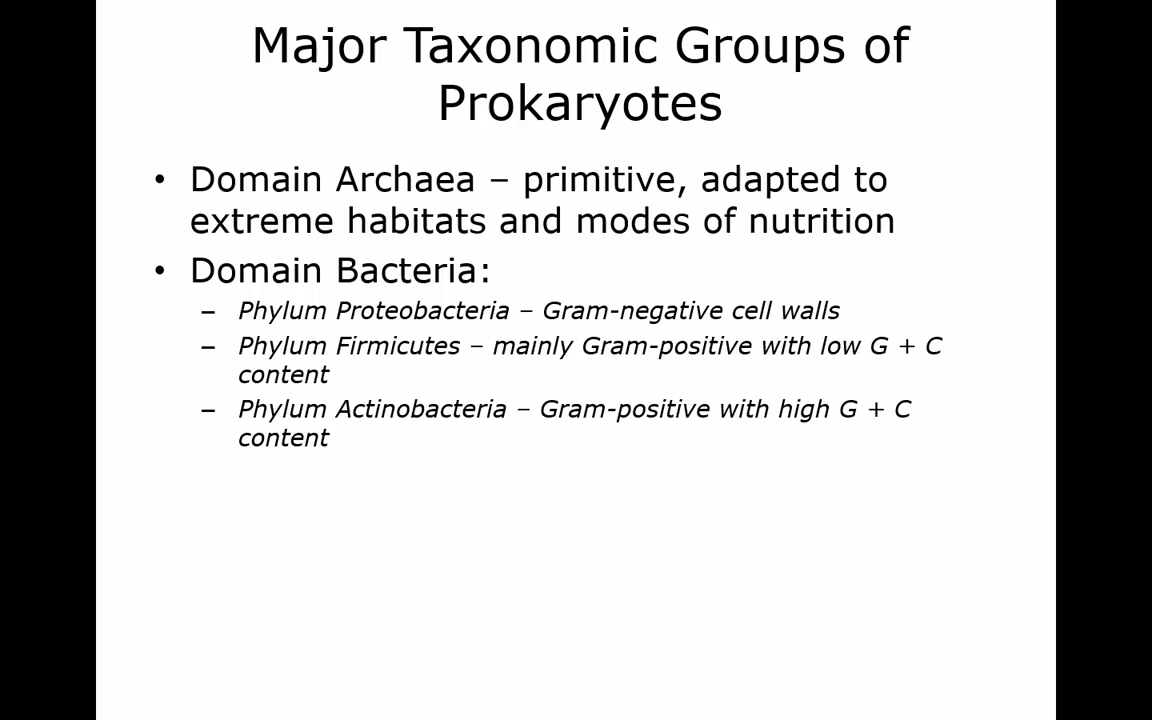 Major Taxonomic Groups of
Prokaryotes
• Domain Archaea – primitive, adapted to
extreme habitats and modes of nutrition
• Domain Bacteria:
– Phylum Proteobacteria – Gram-negative cell walls
– Phylum Firmicutes – mainly Gram-positive with low G + C
content
– Phylum Actinobacteria – Gram-positive with high G + C
content